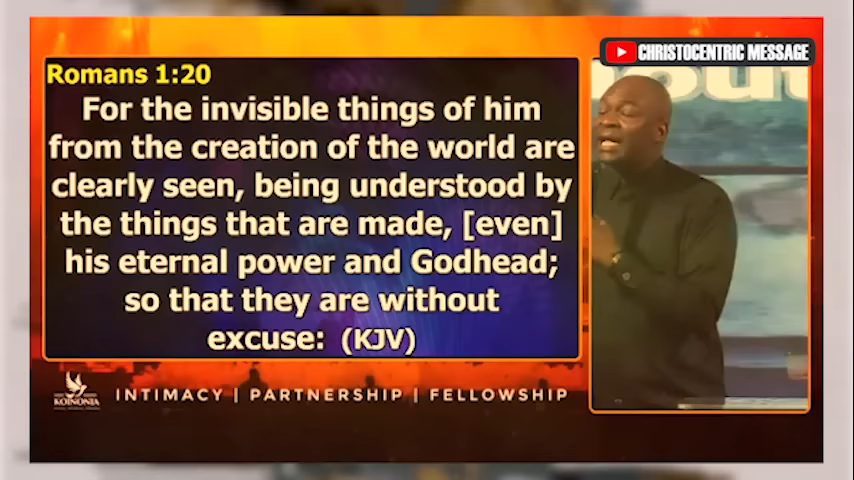 CHRISTOCENTRIC MESSAGE
Romans 1:20
For the invisible things of him
from the creation of the world are
clearly seen, being understood by
the things that are made, [even]
his eternal power and Godhead;
so that they are without
excuse: (KJV)
KOINONIA
INTIMACY | PARTNERSHIP | FELLOWSHIP
out